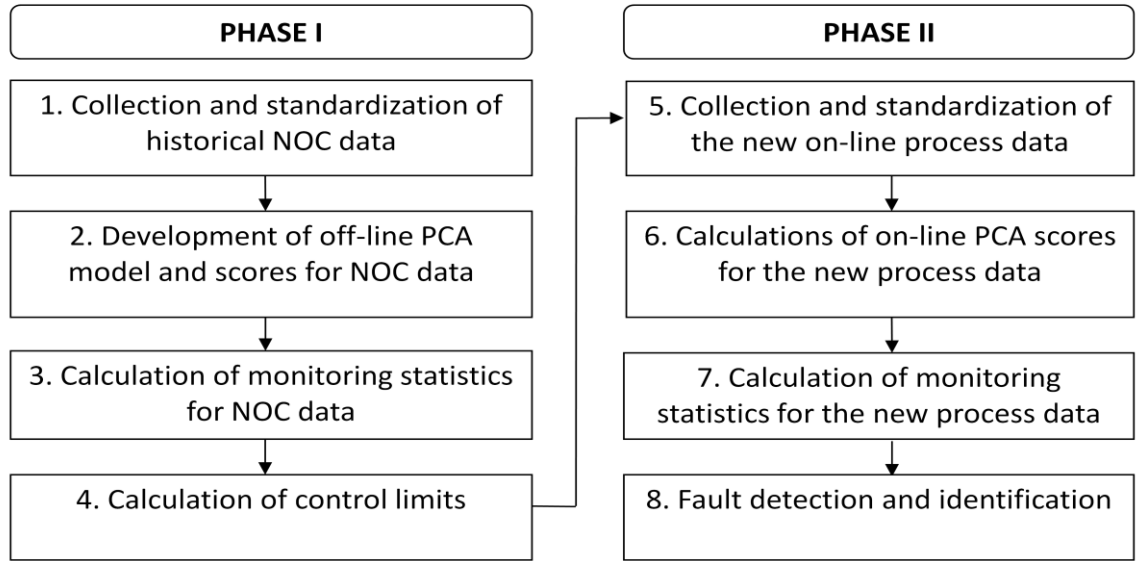 PHASE I
1. Collection and standardization of
historical NOC data
2. Development of off-line PCA
model and scores for NOC data
3. Calculation of monitoring statistics
for NOC data
4. Calculation of control limits
PHASE II
5. Collection and standardization of
the new on-line process data
6. Calculations of on-line PCA scores
for the new process data
7. Calculation of monitoring
statistics for the new process data
8. Fault detection and identification